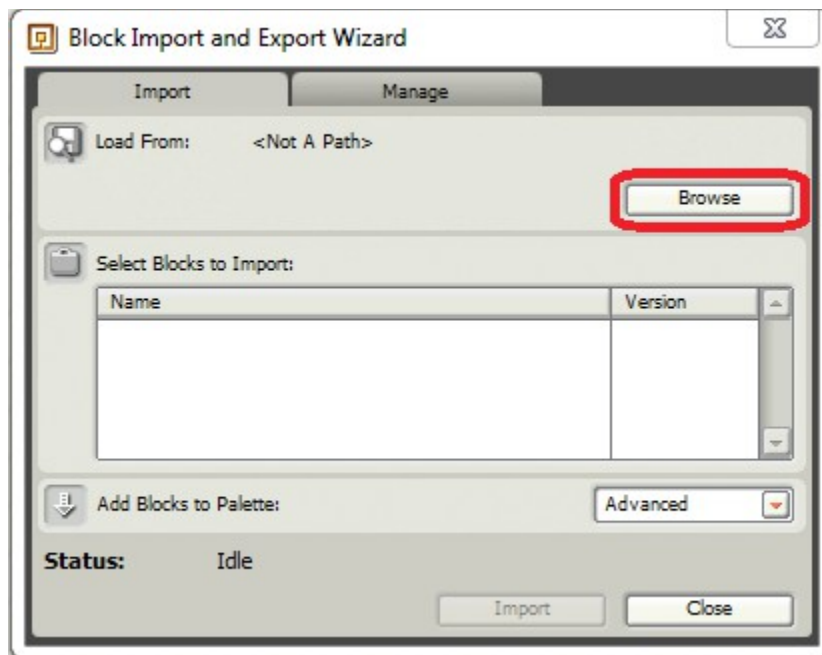 Block Import and Export Wizard
Import Manage
Load From: <Not A Path>
Browse
Select Blocks to Import:
Name Version
Add Blocks to Palette: Advanced
Status: Idle
Import Close